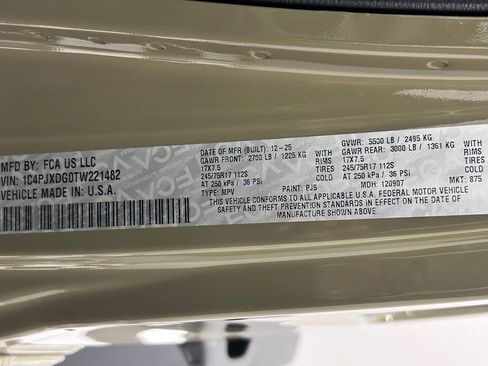 MFD BY: FCA US LLC
DATE OF MFR (BUILT): 12-25
GVWR: 5500 LB / 2495 KG
GAWR FRONT: 2750 LB / 1225 KG
GAWR REAR: 3000 LB / 1361 KG
17X7.5 RIMS
17X7.5 RIMS
245/75R17 112S TIRES
245/75R17 112S TIRES
AT 250 kPa / 36 PSi COLD
AT 250 kPa / 36 PSi COLD
VIN: 1C4PJXDG0TW221482
TYPE: MPV
PAINT: PJ5
MDH: 120907
MKT: 875
VEHICLE MADE IN U.S.A.
THIS VEHICLE CONFORMS TO ALL APPLICABLE U.S.A. FEDERAL MOTOR VEHICLE
SAFETY AND THEFT PREVENTION STANDARDS IN EFFECT ON THE DATE OF
MANUFACTURE SHOWN ABOVE.